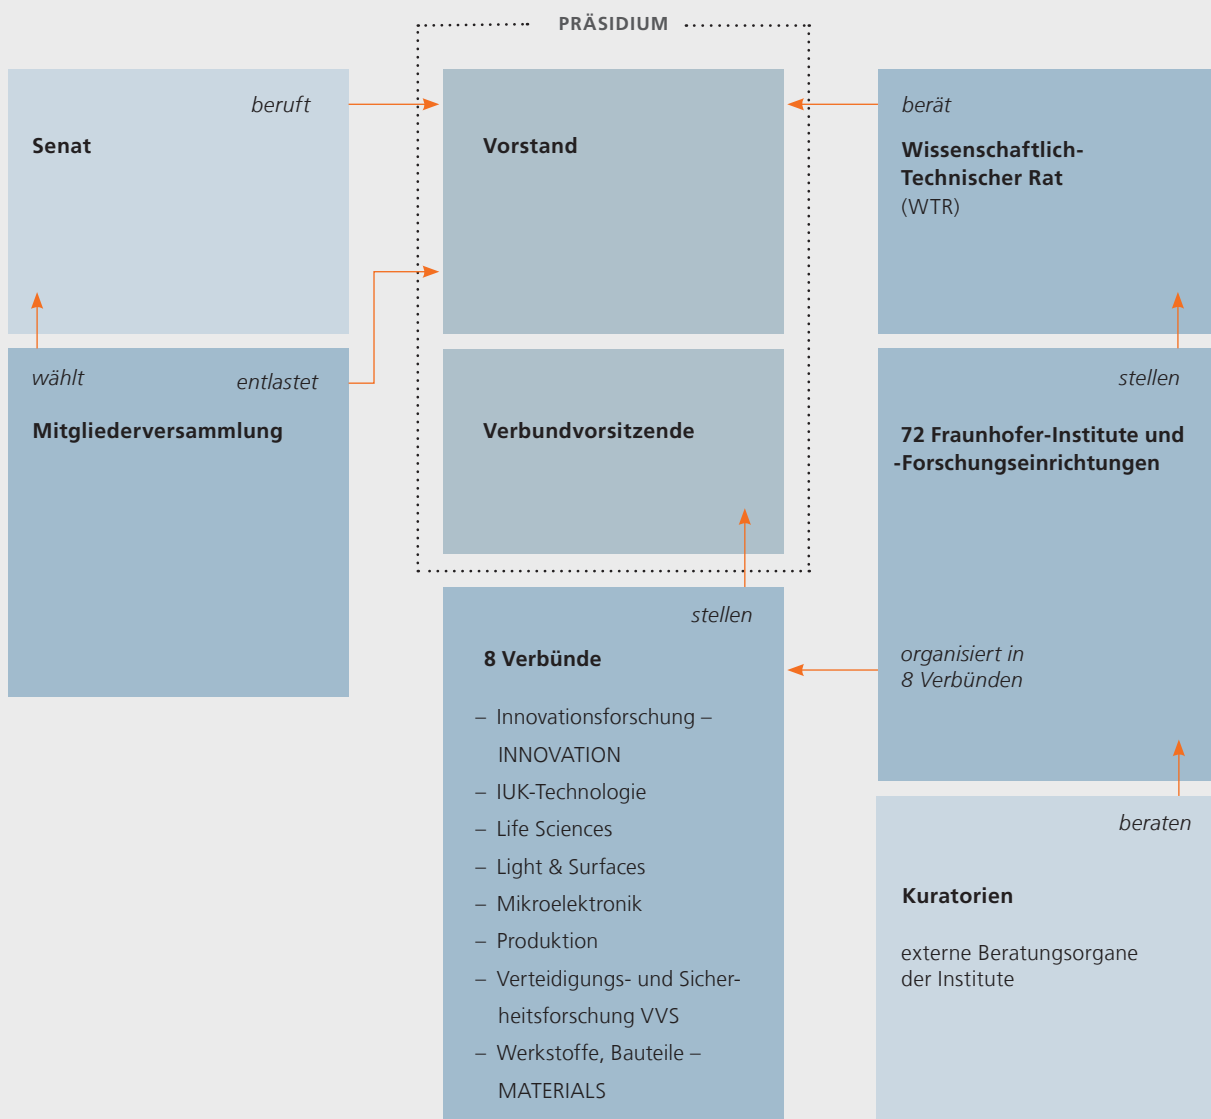 PRÄSIDIUM
beruft
Senat
Vorstand
berät
Wissenschaftlich-
Technischer Rat
(WTR)
wählt
entlastet
Mitgliederversammlung
Verbundvorsitzende
stellen
72 Fraunhofer-Institute und
-Forschungseinrichtungen
organisiert in
8 Verbünden
stellen
8 Verbünde
– Innovationsforschung –
INNOVATION
– IUK-Technologie
– Life Sciences
– Light & Surfaces
– Mikroelektronik
– Produktion
– Verteidigungs- und Sicher-
heitsforschung VVS
– Werkstoffe, Bauteile –
MATERIALS
beraten
Kuratorien
externe Beratungsorgane
der Institute